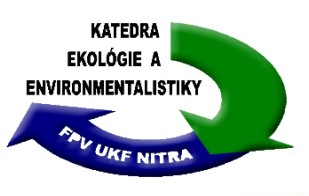 KATEDRA
EKOLÓGIE A
ENVIRONMENTALISTIKY
FPV UKF NITRA